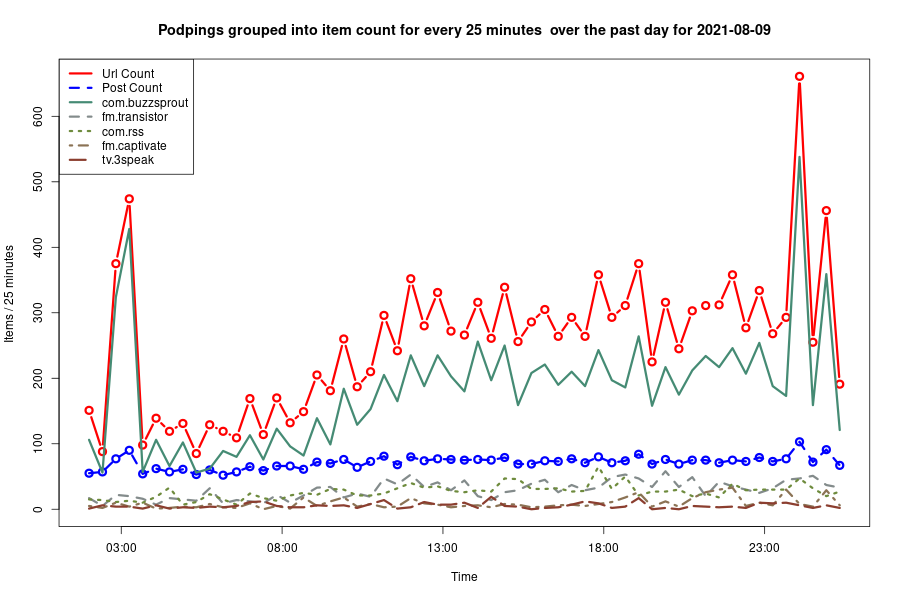 Podpings grouped into item count for every 25 minutes  over the past day for 2021-08-09
Url Count
Post Count
com.buzzsprout
fm.transistor
com.rss
fm.captivate
tv.3speak
Items / 25 minutes
600
500
400
300
200
100
0
03:00 08:00 13:00 18:00 23:00
Time